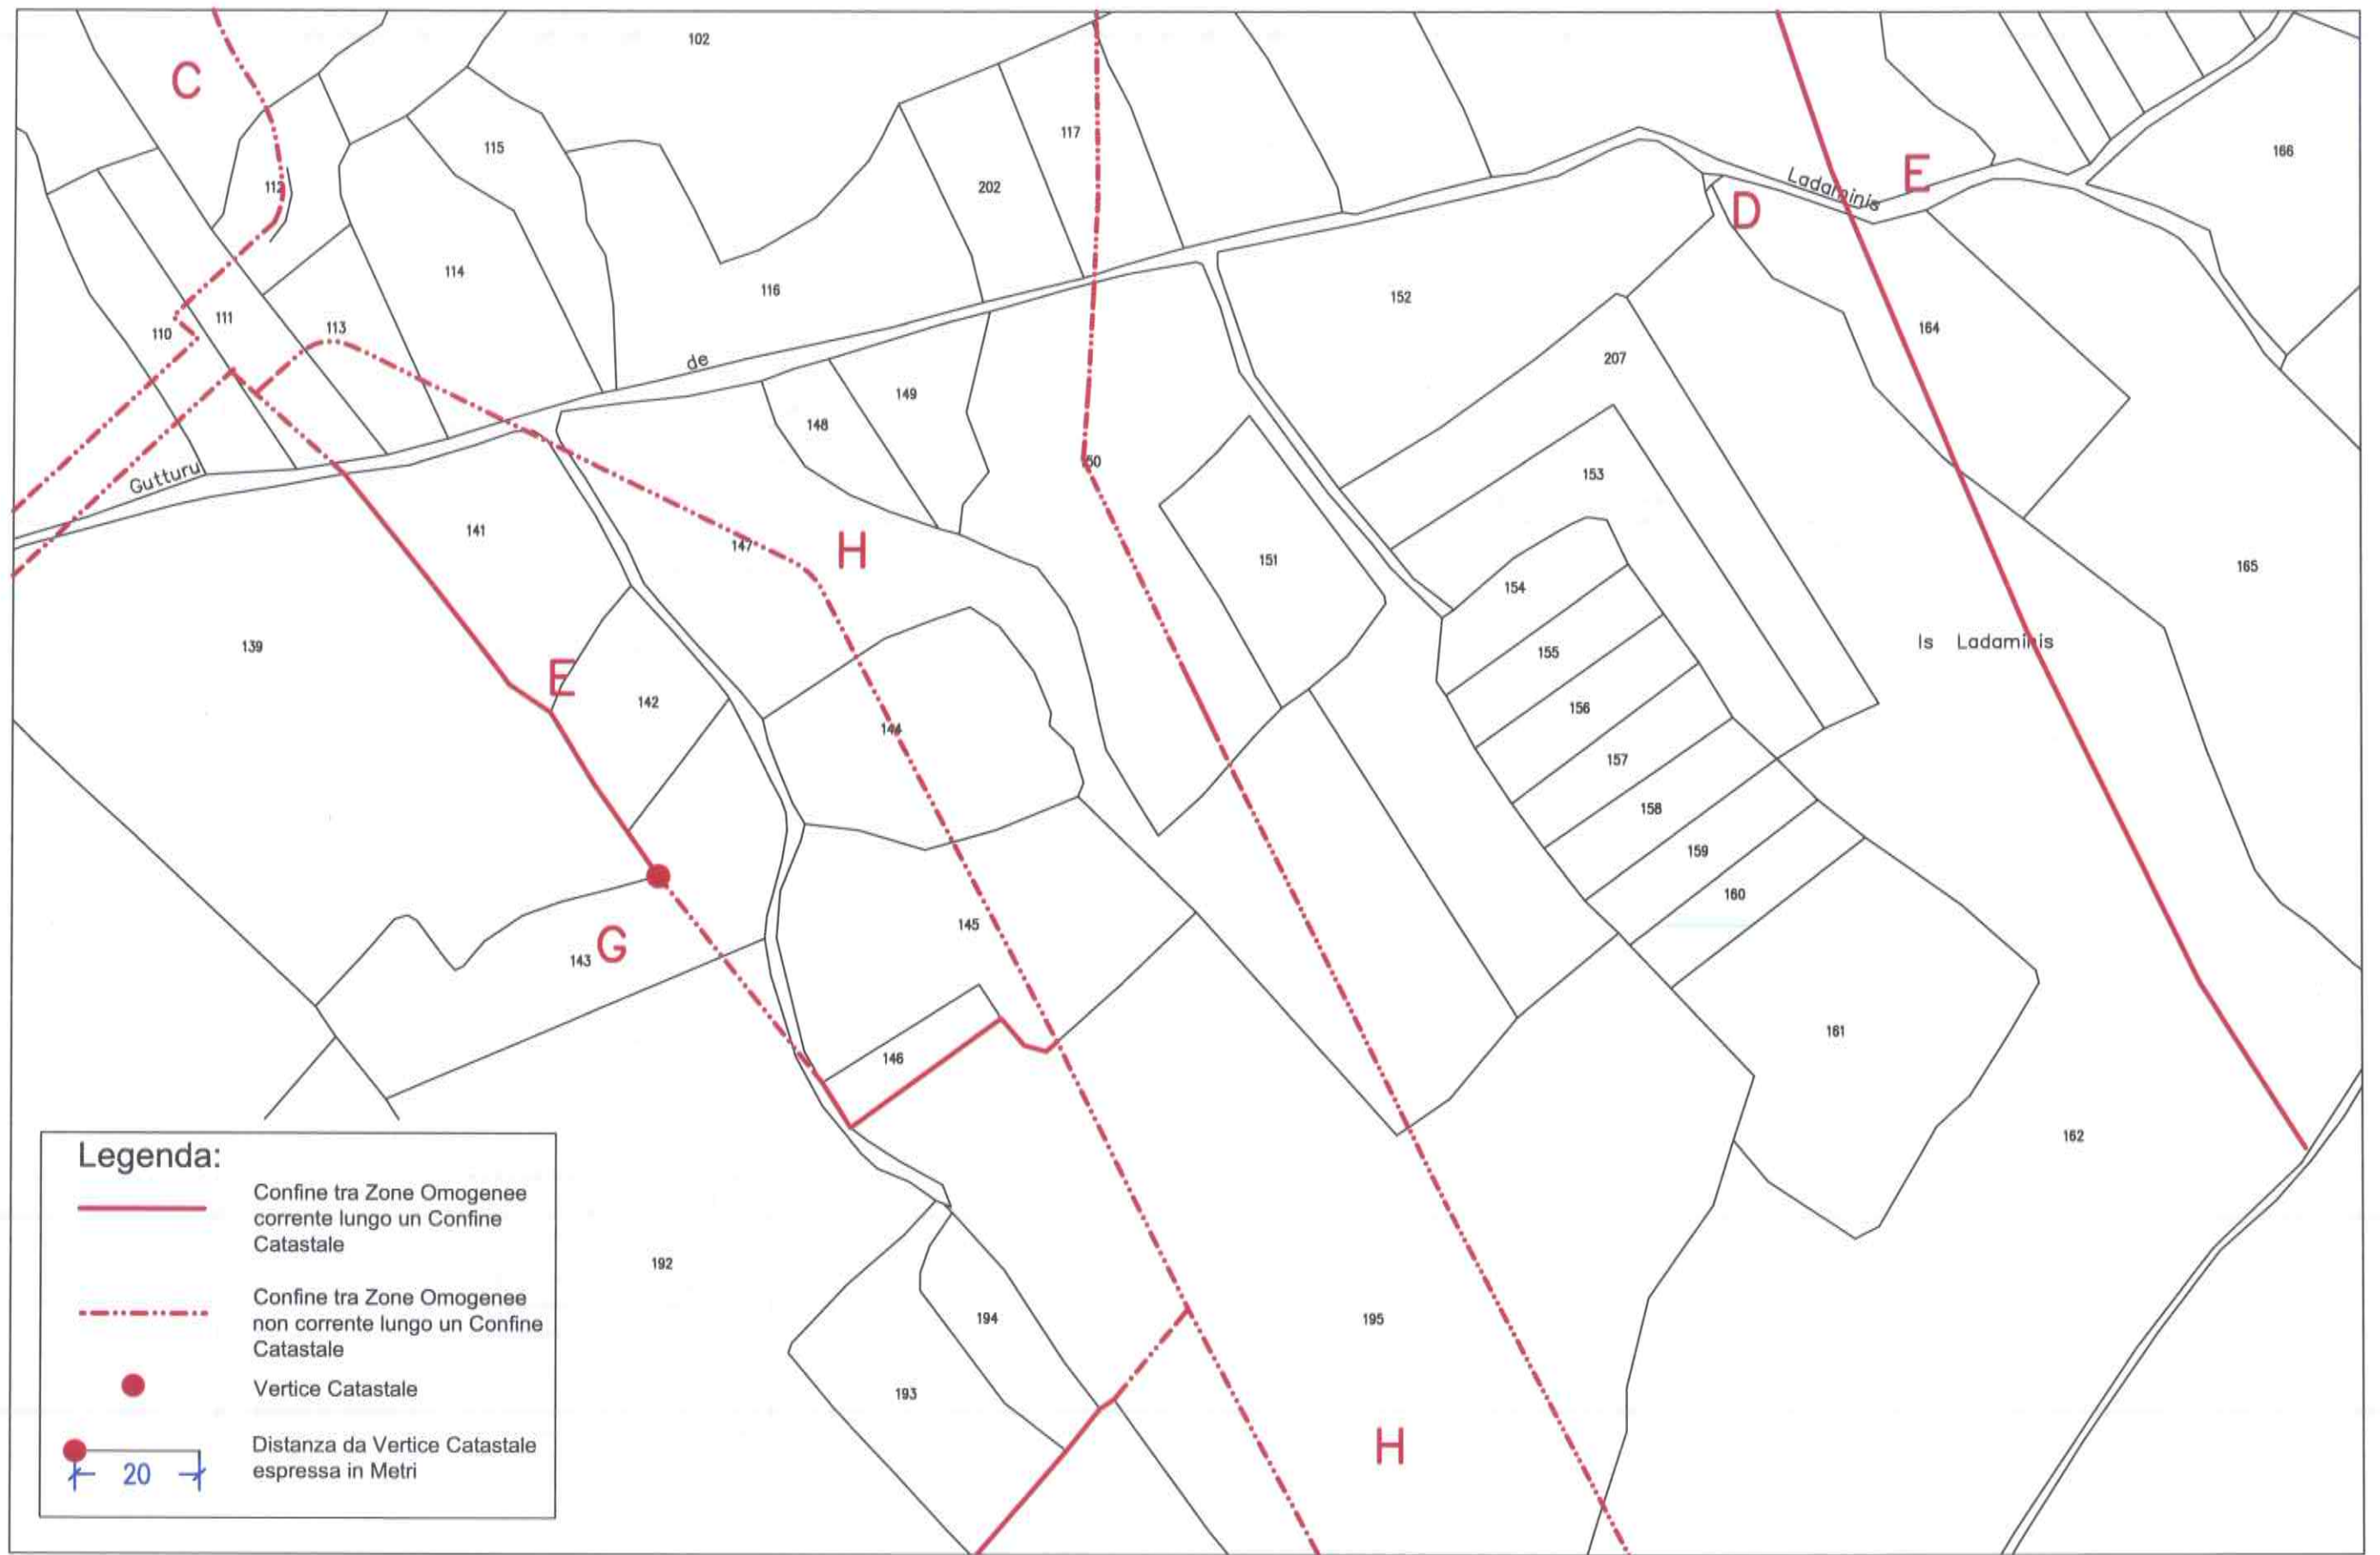 102
C
117
115
166
E
Ladaminis
112
202
D
114
116
152
111
113
110
164
207
de
149
148
50
153
Gutturu
141
147
H
151
165
154
139
Is Ladaminis
155
E
142
156
144
157
158
159
160
145
G
143
161
146
162
Legenda:
Confine tra Zone Omogenee
corrente lungo un Confine
Catastale
192
Confine tra Zone Omogenee
non corrente lungo un Confine
Catastale
194
195
Vertice Catastale
193
H
Distanza da Vertice Catastale
espressa in Metri
20